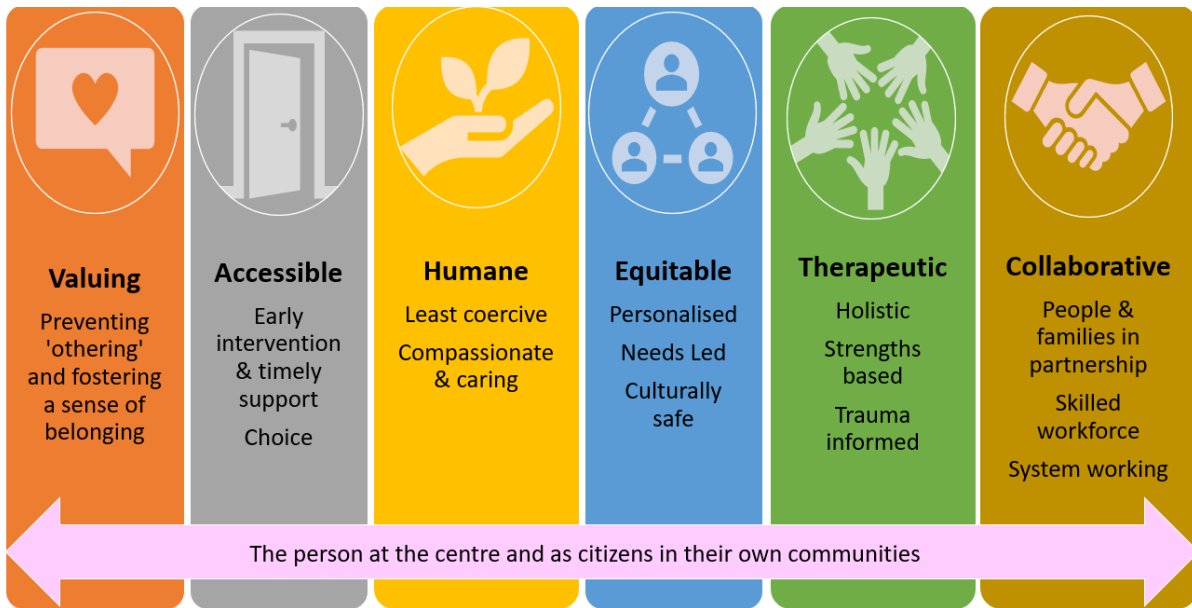 Valuing
Preventing
'othering'
and fostering
a sense of
belonging
Accessible
Early
intervention
& timely
support
Choice
Humane
Least coercive
Compassionate
& caring
Equitable
Personalised
Needs Led
Culturally
safe
Therapeutic
Holistic
Strengths
based
Trauma
informed
Collaborative
People &
families in
partnership
Skilled
workforce
System working
The person at the centre and as citizens in their own communities